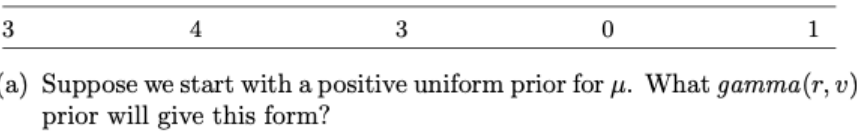 3 4 3 0 1
(a) Suppose we start with a positive uniform prior for μ. What gamma(r, v)
prior will give this form?